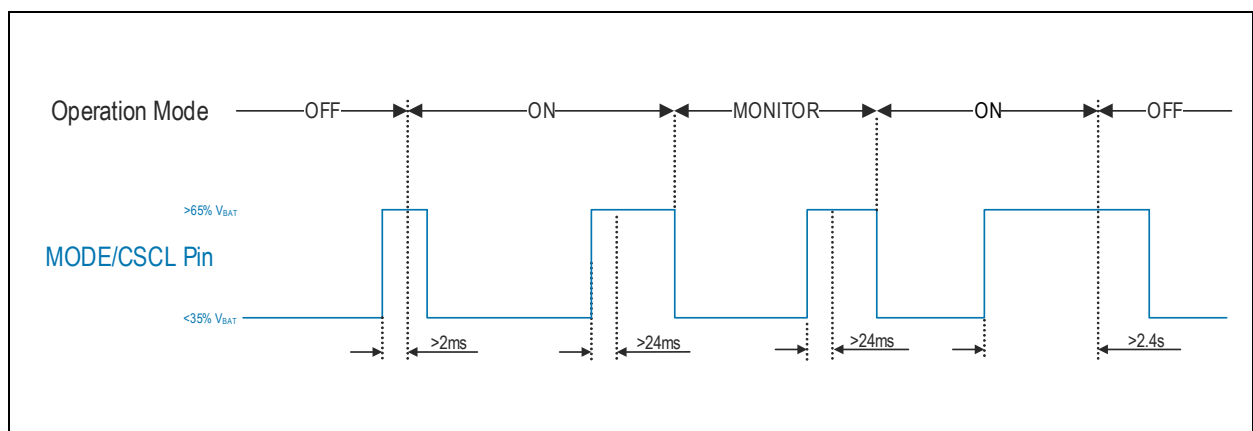 Operation Mode OFF ON MONITOR ON OFF
>65% VBAT
MODE/CSCL Pin
<35% VBAT
>2ms >24ms >24ms >2.4s